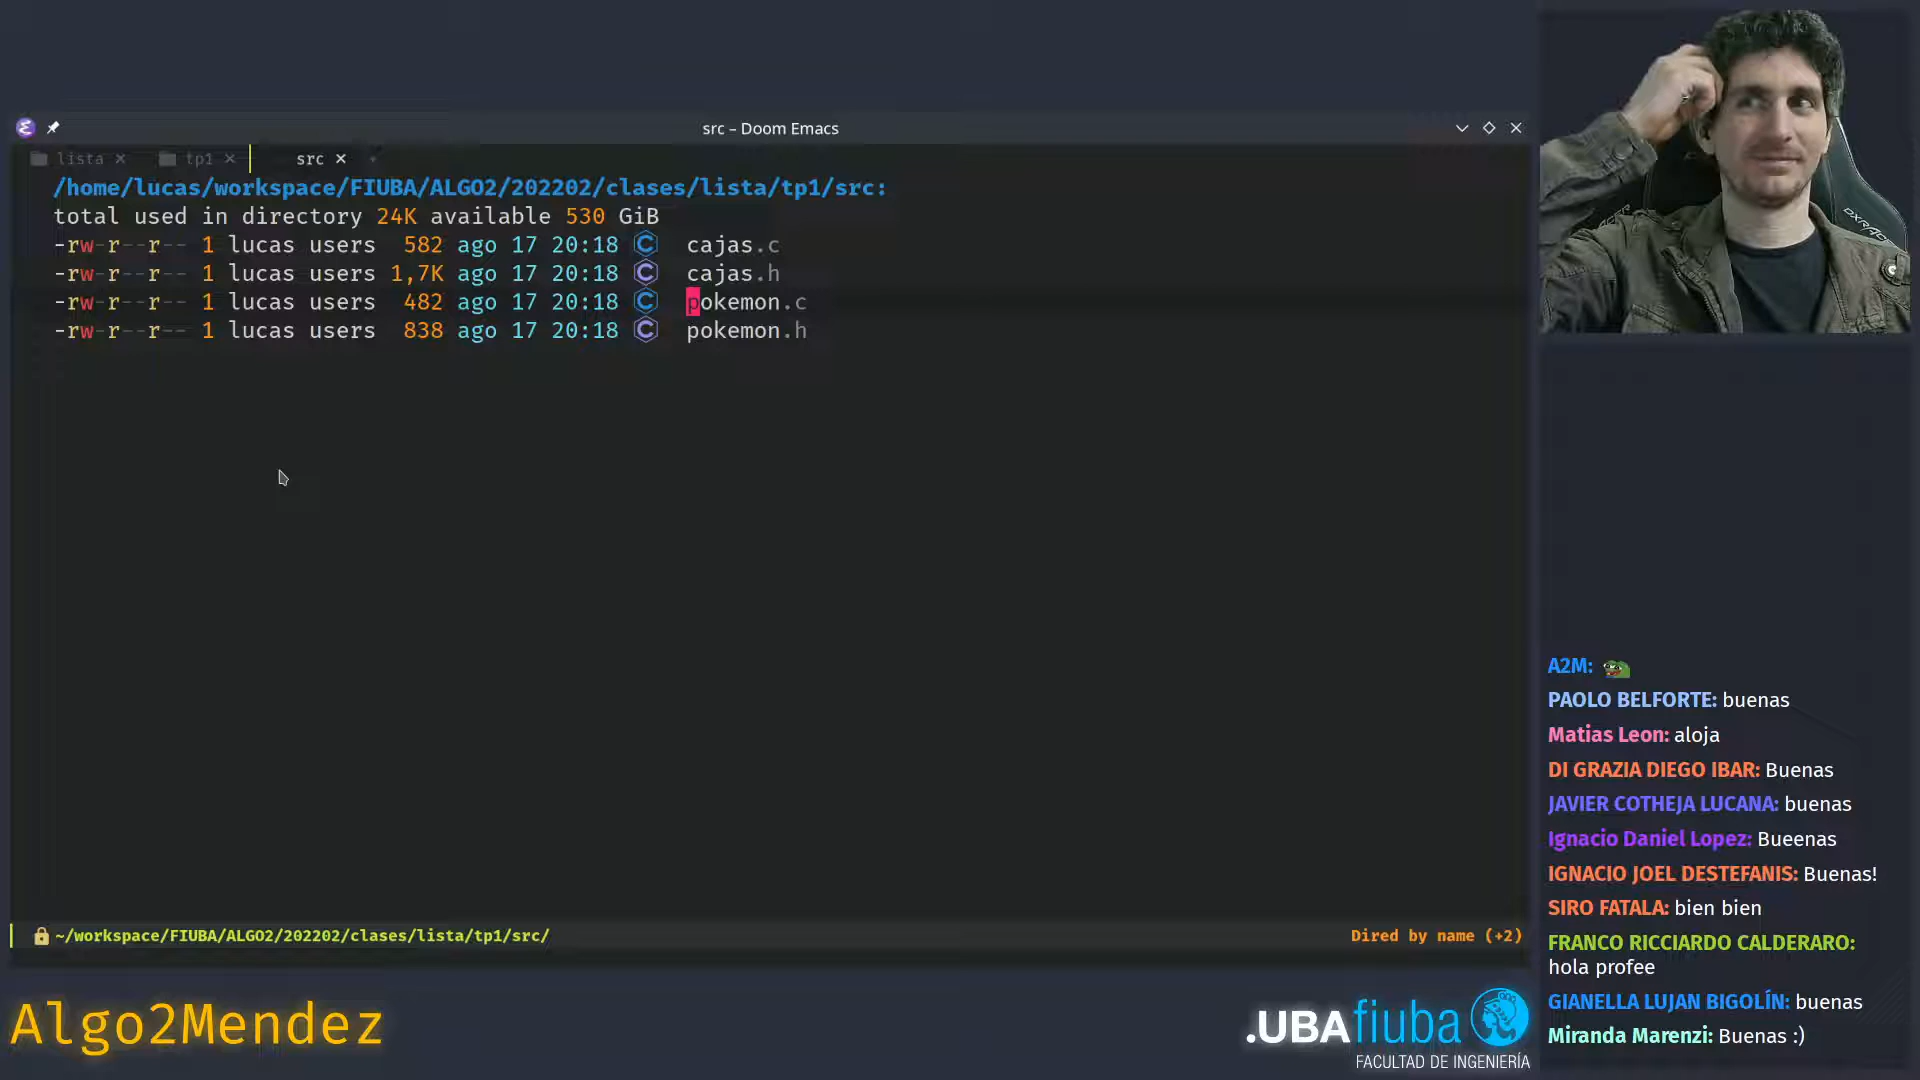 src – Doom Emacs
lista × tp1 × src ×
/home/lucas/workspace/FIUBA/ALGO2/202202/clases/lista/tp1/src:
total used in directory 24K available 530 GiB
-rw-r--r-- 1 lucas users 582 ago 17 20:18 C cajas.c
-rw-r--r-- 1 lucas users 1,7K ago 17 20:18 C cajas.h
-rw-r--r-- 1 lucas users 482 ago 17 20:18 C pokemon.c
-rw-r--r-- 1 lucas users 838 ago 17 20:18 C pokemon.h
~/workspace/FIUBA/ALGO2/202202/clases/lista/tp1/src/ Dired by name (+2)
Algo2Mendez
.UBAfiuba
FACULTAD DE INGENIERÍA
DXRAC
A2M:
PAOLO BELFORTE: buenas
Matias Leon: aloja
DI GRAZIA DIEGO IBAR: Buenas
JAVIER COTHEJA LUCANA: buenas
Ignacio Daniel Lopez: Bueenas
IGNACIO JOEL DESTEFANIS: Buenas!
SIRO FATALA: bien bien
FRANCO RICCIARDO CALDERARO:
hola profee
GIANELLA LUJAN BIGOLÍN: buenas
Miranda Marenzi: Buenas :)